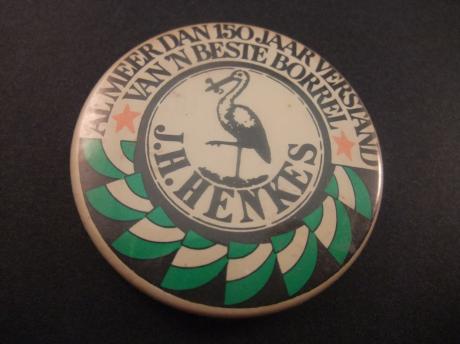 AL MEER DAN 150 JAAR VERSTAND
VAN 'N BESTE BORREL
J.H. HENKES